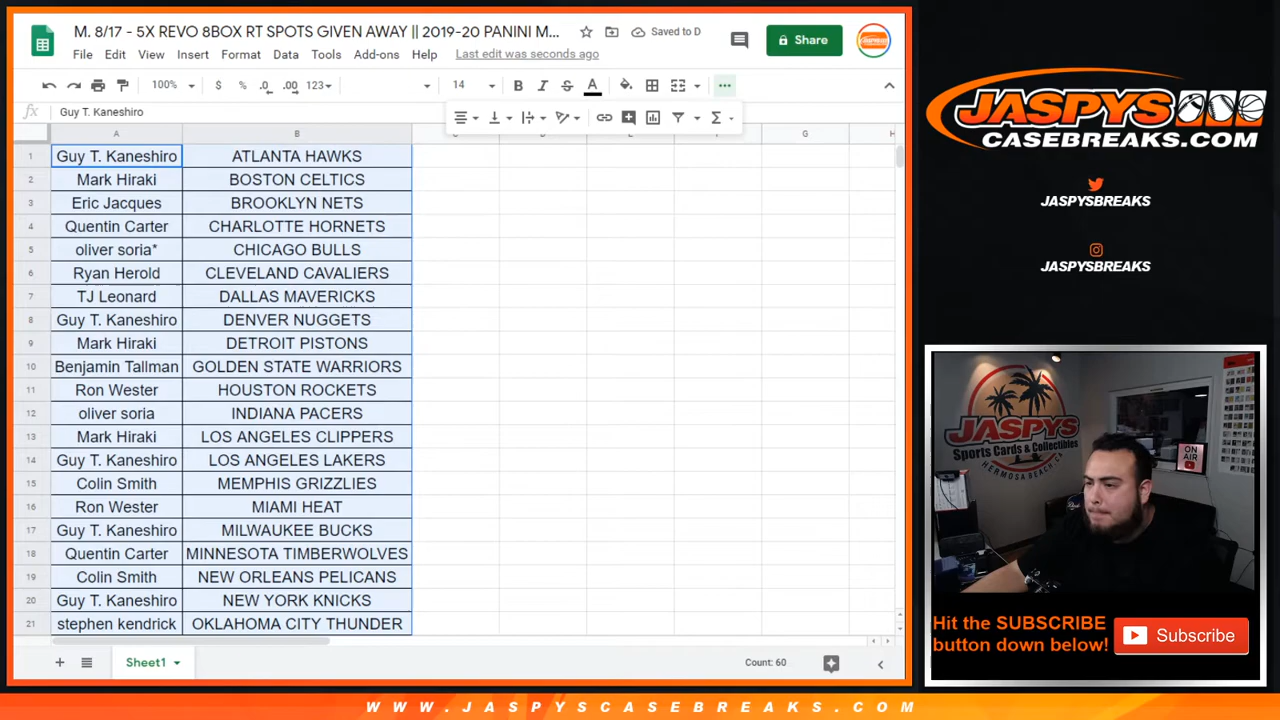 M. 8/17 - 5X REVO 8BOX RT SPOTS GIVEN AWAY || 2019-20 PANINI M...
Saved to D
Share
File Edit View Insert Format Data Tools Add-ons Help Last edit was seconds ago
100% $ % .0 .00 123 14 B I S A
fx Guy T. Kaneshiro
A B C D E F G H
1 Guy T. Kaneshiro ATLANTA HAWKS
2 Mark Hiraki BOSTON CELTICS
3 Eric Jacques BROOKLYN NETS
4 Quentin Carter CHARLOTTE HORNETS
5 oliver soria* CHICAGO BULLS
6 Ryan Herold CLEVELAND CAVALIERS
7 TJ Leonard DALLAS MAVERICKS
8 Guy T. Kaneshiro DENVER NUGGETS
9 Mark Hiraki DETROIT PISTONS
10 Benjamin Tallman GOLDEN STATE WARRIORS
11 Ron Wester HOUSTON ROCKETS
12 oliver soria INDIANA PACERS
13 Mark Hiraki LOS ANGELES CLIPPERS
14 Guy T. Kaneshiro LOS ANGELES LAKERS
15 Colin Smith MEMPHIS GRIZZLIES
16 Ron Wester MIAMI HEAT
17 Guy T. Kaneshiro MILWAUKEE BUCKS
18 Quentin Carter MINNESOTA TIMBERWOLVES
19 Colin Smith NEW ORLEANS PELICANS
20 Guy T. Kaneshiro NEW YORK KNICKS
21 stephen kendrick OKLAHOMA CITY THUNDER
Sheet1
Count: 60
JASPYS
CASEBREAKS.COM
JASPYSBREAKS
JASPYSBREAKS
JASPYS
Sports Cards & Collectibles
HERMOSA BEACH, CA
ON
AIR
Hit the SUBSCRIBE
button down below!
Subscribe
WWW.JASPYSCASEBREAKS.COM